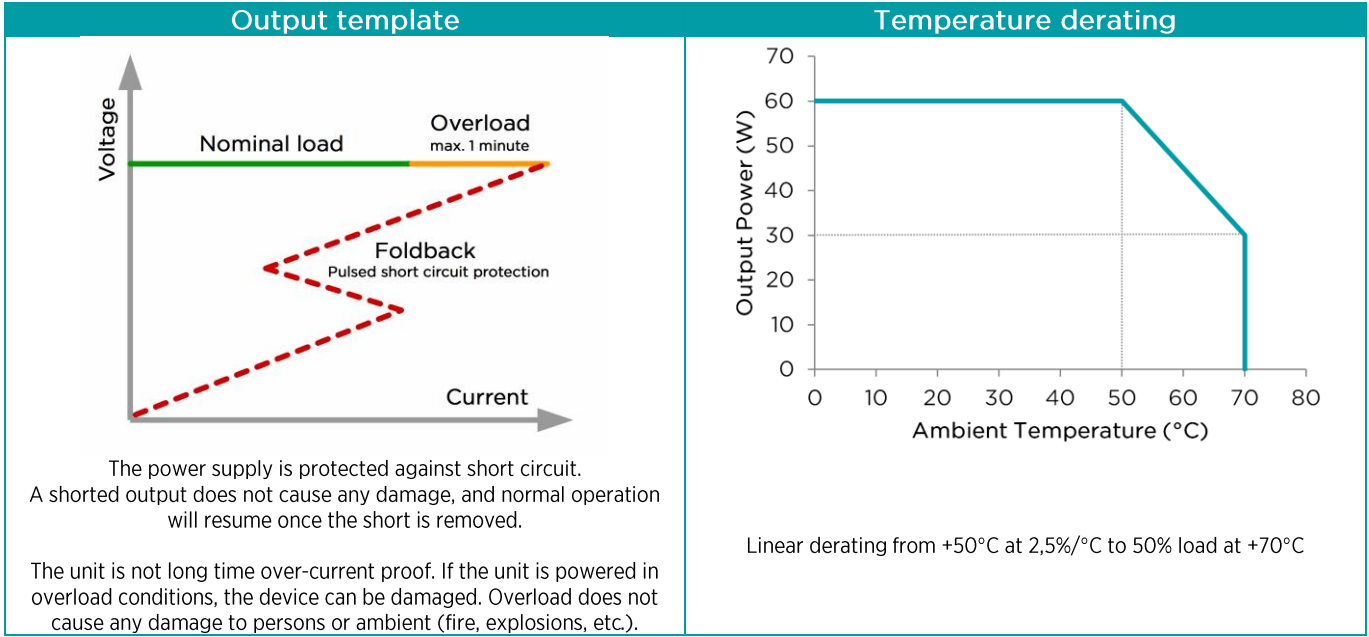 Output template
Voltage
Nominal load
Overload
max. 1 minute
Foldback
Pulsed short circuit protection
Current
The power supply is protected against short circuit.
A shorted output does not cause any damage, and normal operation
will resume once the short is removed.
The unit is not long time over-current proof. If the unit is powered in
overload conditions, the device can be damaged. Overload does not
cause any damage to persons or ambient (fire, explosions, etc.).
Temperature derating
Output Power (W)
70
60
50
40
30
20
10
0
0 10 20 30 40 50 60 70 80
Ambient Temperature (°C)
Linear derating from +50°C at 2,5%/°C to 50% load at +70°C